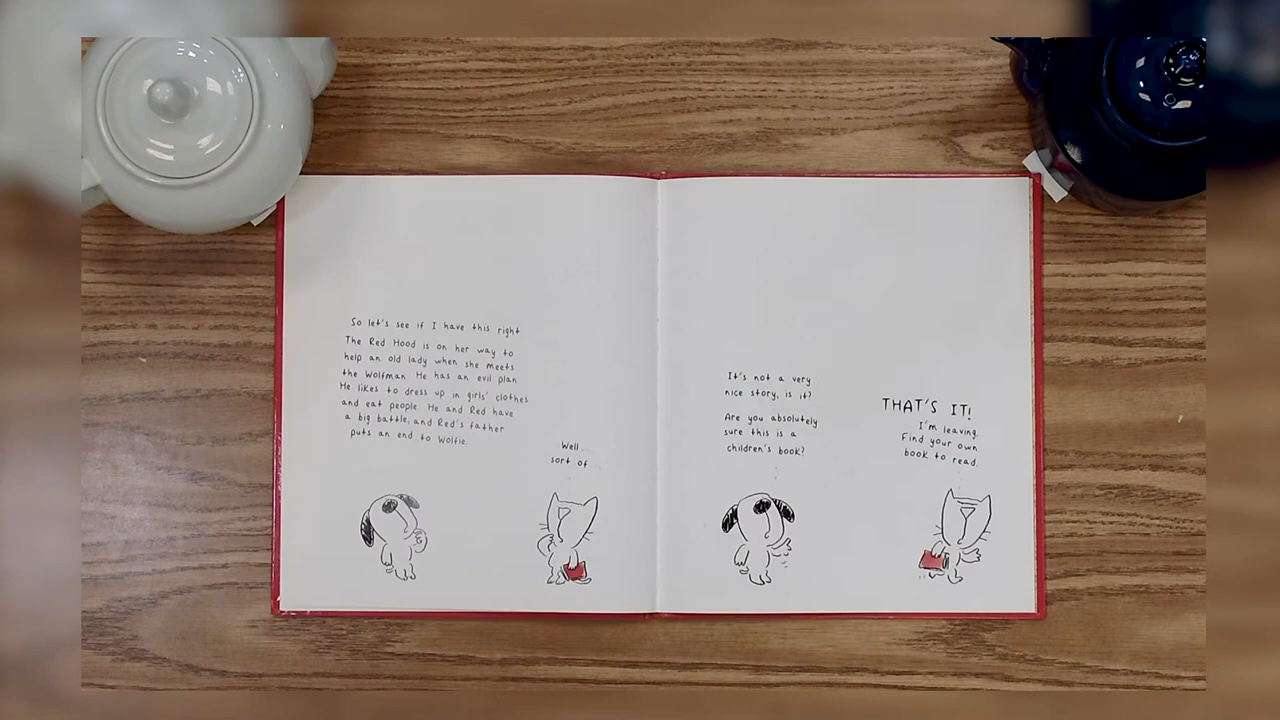 So let's see if I have this right
The Red Hood is on her way to
help an old lady when she meets
the Wolfman. He has an evil plan.
He likes to dress up in girls' clothes
and eat people. He and Red have
a big battle, and Red's father
puts an end to Wolfie.
Well...
sort of...
It's not a very
nice story, is it?
Are you absolutely
sure this is a
children's book?
THAT'S IT!
I'm leaving.
Find your own
book to read.